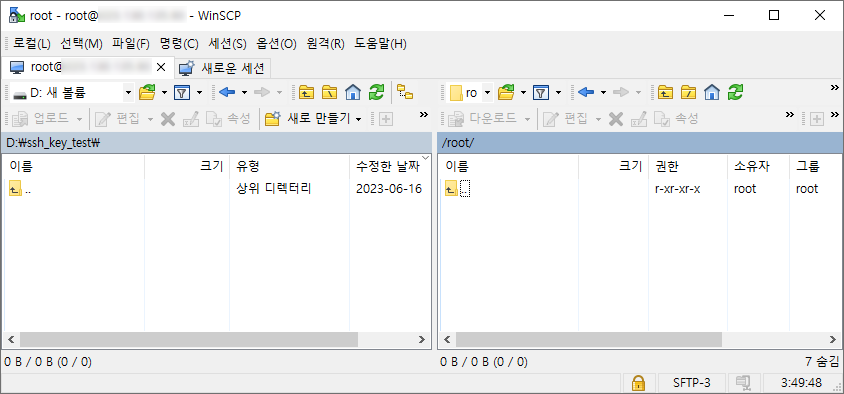 root - root@ - WinSCP
로컬(L) 선택(M) 파일(F) 명령(C) 세션(S) 옵션(O) 원격(R) 도움말(H)
root@ 새로운 세션
D: 새 볼륨
ro
업로드 편집 속성 새로 만들기
다운로드 편집 속성
D:₩ssh_key_test₩
/root/
이름 크기 유형 수정한 날짜
.. 상위 디렉터리 2023-06-16
이름 크기 권한 소유자 그룹
.. r-xr-xr-x root root
0 B / 0 B (0 / 0)
0 B / 0 B (0 / 0) 7 숨김
SFTP-3 3:49:48